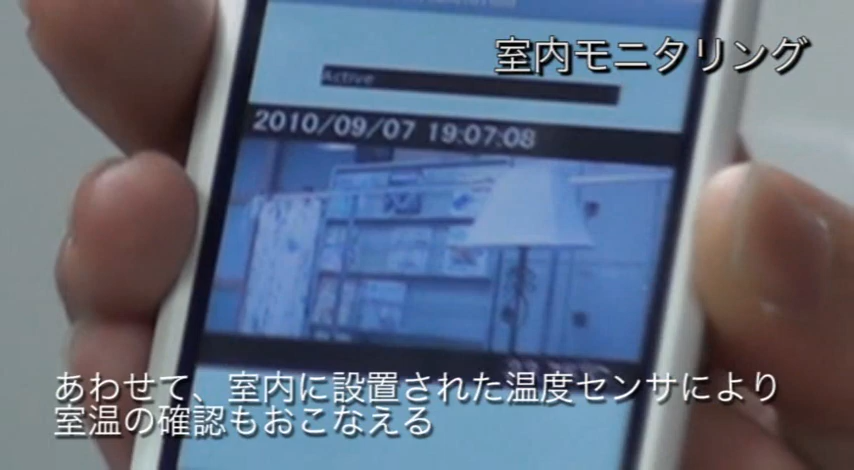 室内モニタリング
Active
2010/09/07 19:07:08
あわせて、室内に設置された温度センサにより
室温の確認もおこなえる